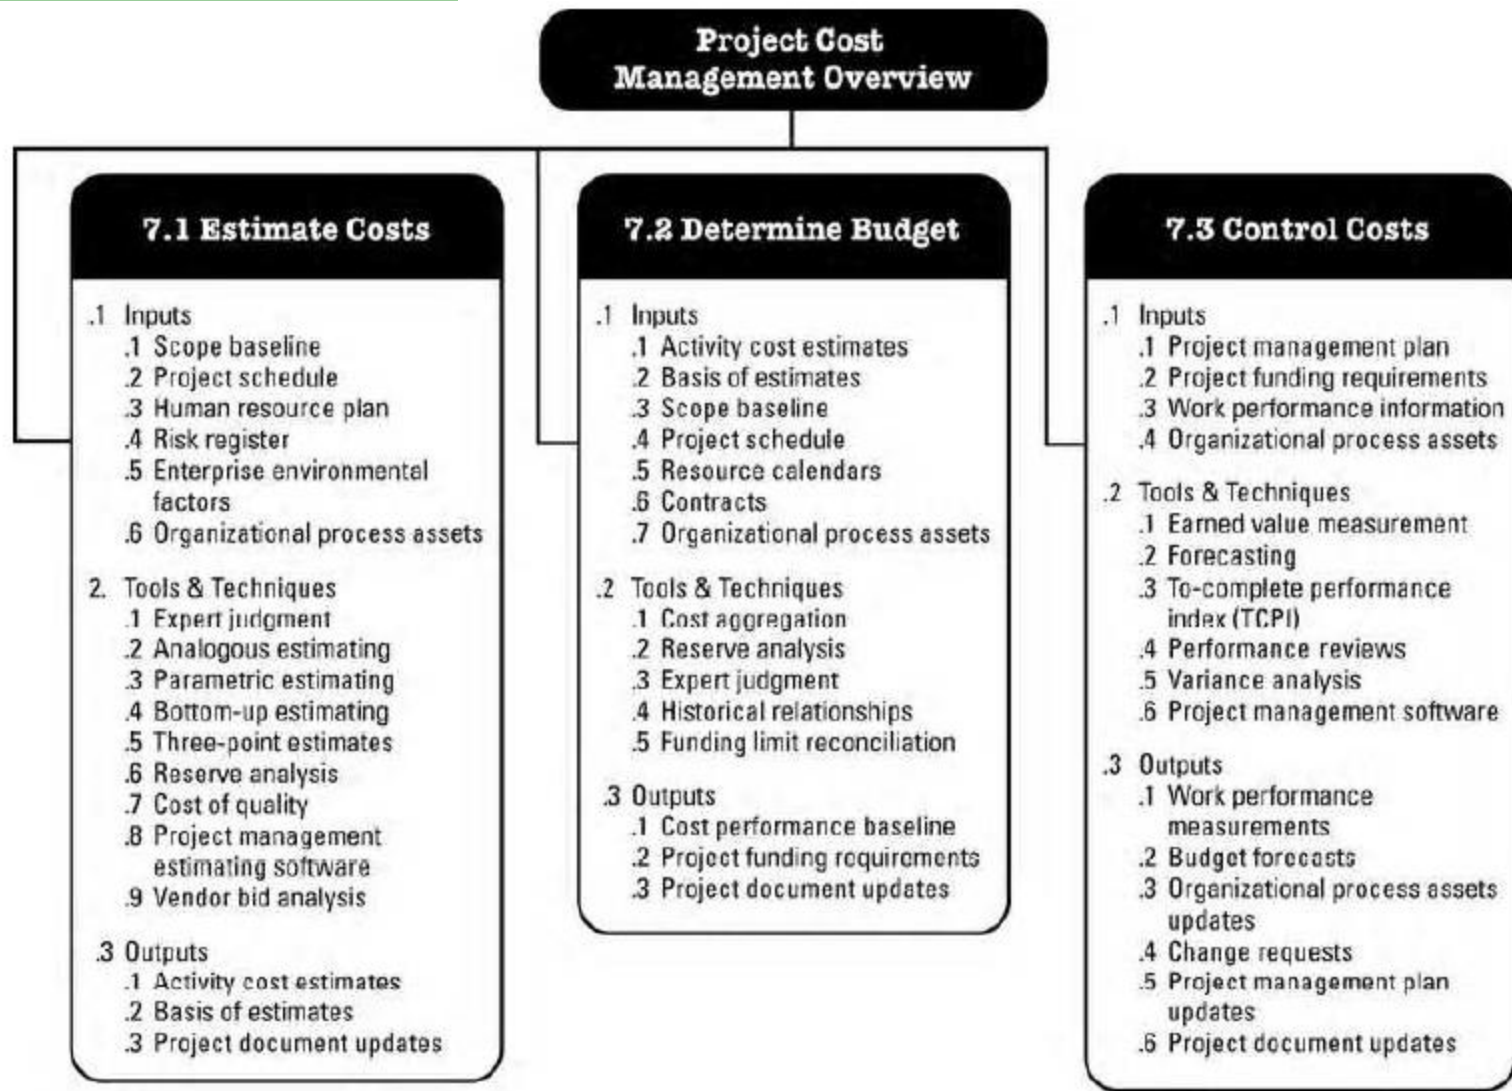 Project Cost
Management Overview
7.1 Estimate Costs
.1 Inputs
.1 Scope baseline
.2 Project schedule
.3 Human resource plan
.4 Risk register
.5 Enterprise environmental
factors
.6 Organizational process assets
2. Tools & Techniques
.1 Expert judgment
.2 Analogous estimating
.3 Parametric estimating
.4 Bottom-up estimating
.5 Three-point estimates
.6 Reserve analysis
.7 Cost of quality
.8 Project management
estimating software
.9 Vendor bid analysis
.3 Outputs
.1 Activity cost estimates
.2 Basis of estimates
.3 Project document updates
7.2 Determine Budget
.1 Inputs
.1 Activity cost estimates
.2 Basis of estimates
.3 Scope baseline
.4 Project schedule
.5 Resource calendars
.6 Contracts
.7 Organizational process assets
.2 Tools & Techniques
.1 Cost aggregation
.2 Reserve analysis
.3 Expert judgment
.4 Historical relationships
.5 Funding limit reconciliation
.3 Outputs
.1 Cost performance baseline
.2 Project funding requirements
.3 Project document updates
7.3 Control Costs
.1 Inputs
.1 Project management plan
.2 Project funding requirements
.3 Work performance information
.4 Organizational process assets
.2 Tools & Techniques
.1 Earned value measurement
.2 Forecasting
.3 To-complete performance
index (TCPI)
.4 Performance reviews
.5 Variance analysis
.6 Project management software
.3 Outputs
.1 Work performance
measurements
.2 Budget forecasts
.3 Organizational process assets
updates
.4 Change requests
.5 Project management plan
updates
.6 Project document updates